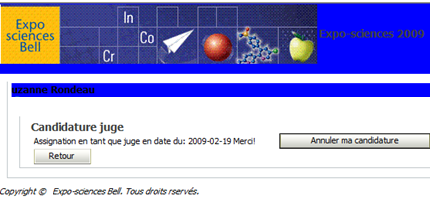 Expo
sciences
Bell
In
Co
Cr
Expo-sciences 2009
uzanne Rondeau
Candidature juge
Assignation en tant que juge en date du: 2009-02-19 Merci!
Annuler ma candidature
Retour
Copyright © Expo-sciences Bell. Tous droits rservés.